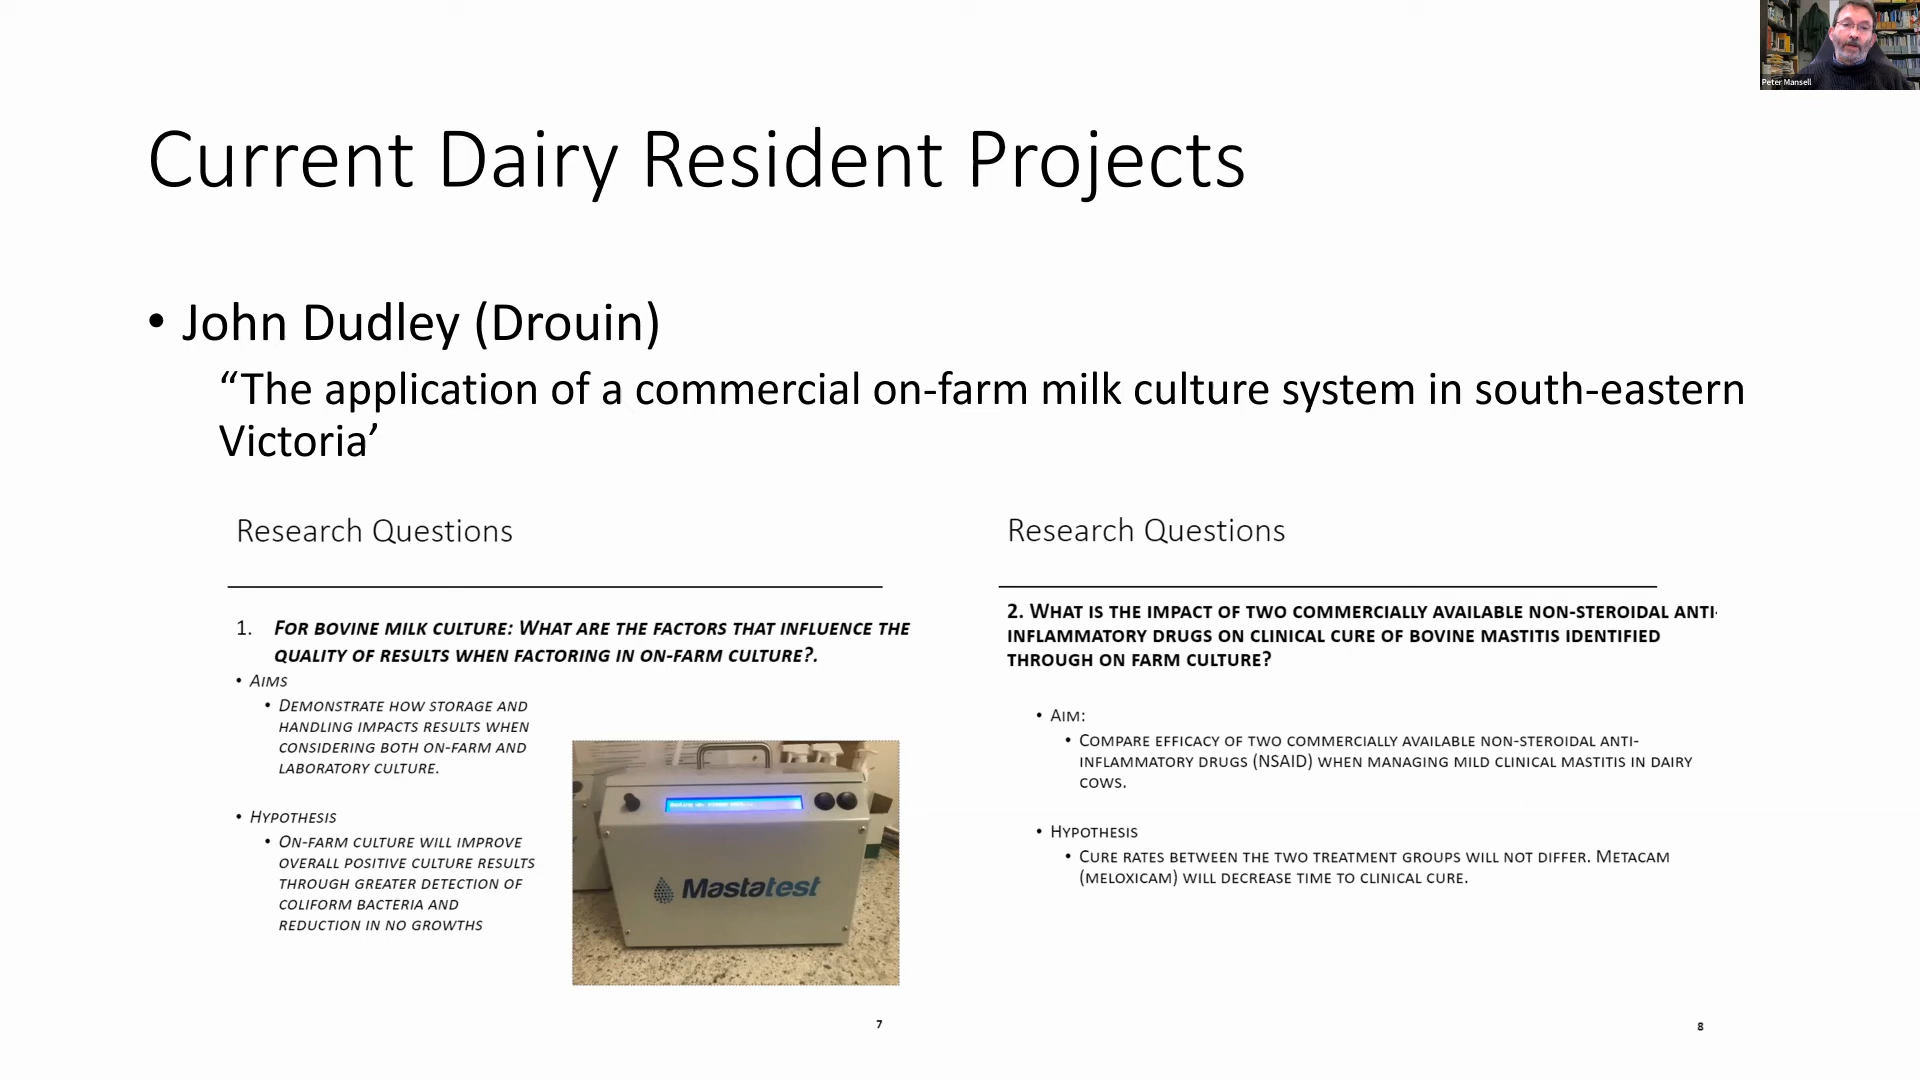 Peter Mansell
Current Dairy Resident Projects
• John Dudley (Drouin)
“The application of a commercial on-farm milk culture system in south-eastern
Victoria’
Research Questions
1. For bovine milk culture: What are the factors that influence the
quality of results when factoring in on-farm culture?.
• Aims
• Demonstrate how storage and
handling impacts results when
considering both on-farm and
laboratory culture.
• Hypothesis
• On-farm culture will improve
overall positive culture results
through greater detection of
coliform bacteria and
reduction in no growths
Mastatest
7
Research Questions
2. What is the impact of two commercially available non-steroidal anti-
inflammatory drugs on clinical cure of bovine mastitis identified
through on farm culture?
• Aim:
• Compare efficacy of two commercially available non-steroidal anti-
inflammatory drugs (NSAID) when managing mild clinical mastitis in dairy
cows.
• Hypothesis
• Cure rates between the two treatment groups will not differ. Metacam
(meloxicam) will decrease time to clinical cure.
8